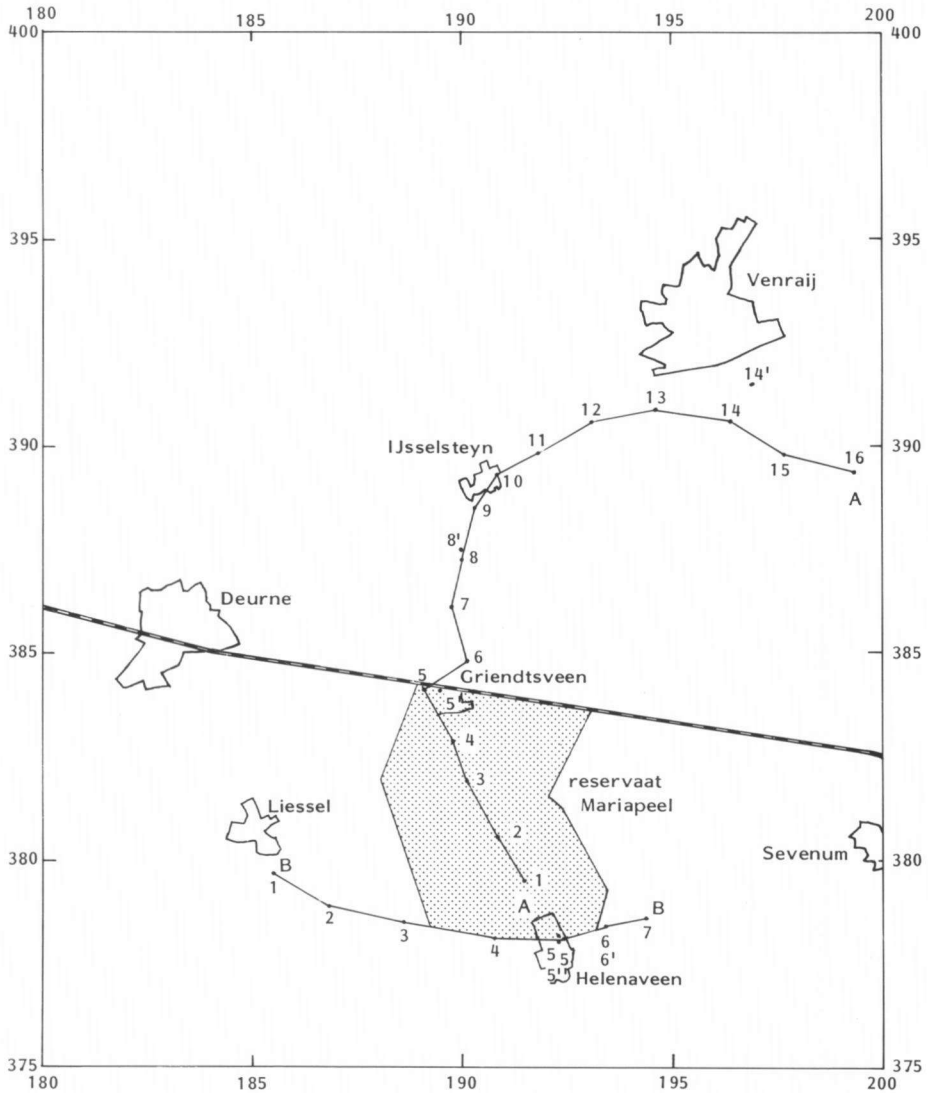 180 185 190 195 200
400 400
395 395
Venraij
14'
13
12 14
390 11 390
IJsselsteyn 15 16
10
A
9
8'
8
7
Deurne
385 6 385
5 Griendtsveen
5'
4
3 reservaat
Mariapeel
Liessel
2
Sevenum
380 B 380
1 1
A B
2 7
3 6
4 5 5 6'
5'' Helenaveen
375 375
180 185 190 195 200